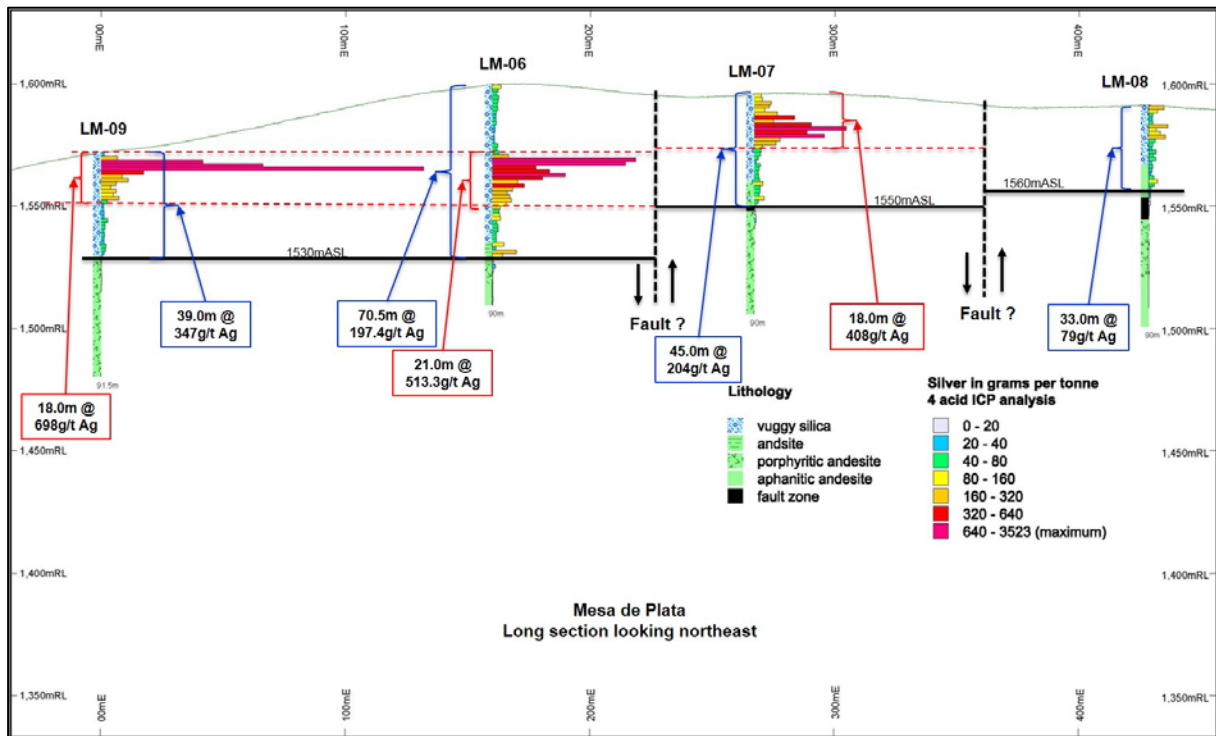 00mE
100mE
200mE
300mE
400mE
1,600mRL
1,550mRL
1,500mRL
1,450mRL
1,400mRL
1,350mRL
LM-09
LM-06
LM-07
LM-08
1,600mRL
1,550mRL
1,500mRL
1,450mRL
1,400mRL
1,350mRL
1530mASL
1550mASL
1560mASL
Fault ?
Fault ?
91.5m
90m
90m
90m
18.0m @
698g/t Ag
39.0m @
347g/t Ag
70.5m @
197.4g/t Ag
21.0m @
513.3g/t Ag
45.0m @
204g/t Ag
18.0m @
408g/t Ag
33.0m @
79g/t Ag
Lithology
vuggy silica
andsite
porphyritic andesite
aphanitic andesite
fault zone
Silver in grams per tonne
4 acid ICP analysis
0 - 20
20 - 40
40 - 80
80 - 160
160 - 320
320 - 640
640 - 3523 (maximum)
Mesa de Plata
Long section looking northeast
00mE
100mE
200mE
300mE
400mE